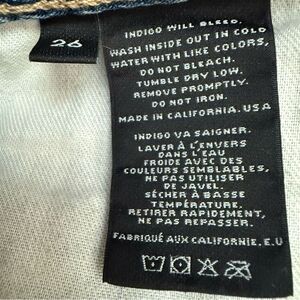 26
INDIGO WILL BLEED.
WASH INSIDE OUT IN COLD
WATER WITH LIKE COLORS,
DO NOT BLEACH.
TUMBLE DRY LOW.
REMOVE PROMPTLY.
DO NOT IRON.
MADE IN CALIFORNIA. USA
INDIGO VA SAIGNER.
LAVER À L'ENVERS
DANS L'EAU
FROIDE AVEC DES
COULEURS SEMBLABLES,
NE PAS UTILISER
DE JAVEL.
SÉCHER À BASSE
TEMPÉRATURE.
RETIRER RAPIDEMENT,
NE PAS REPASSER.
FABRIQUÉ AUX CALIFORNIE, E.U